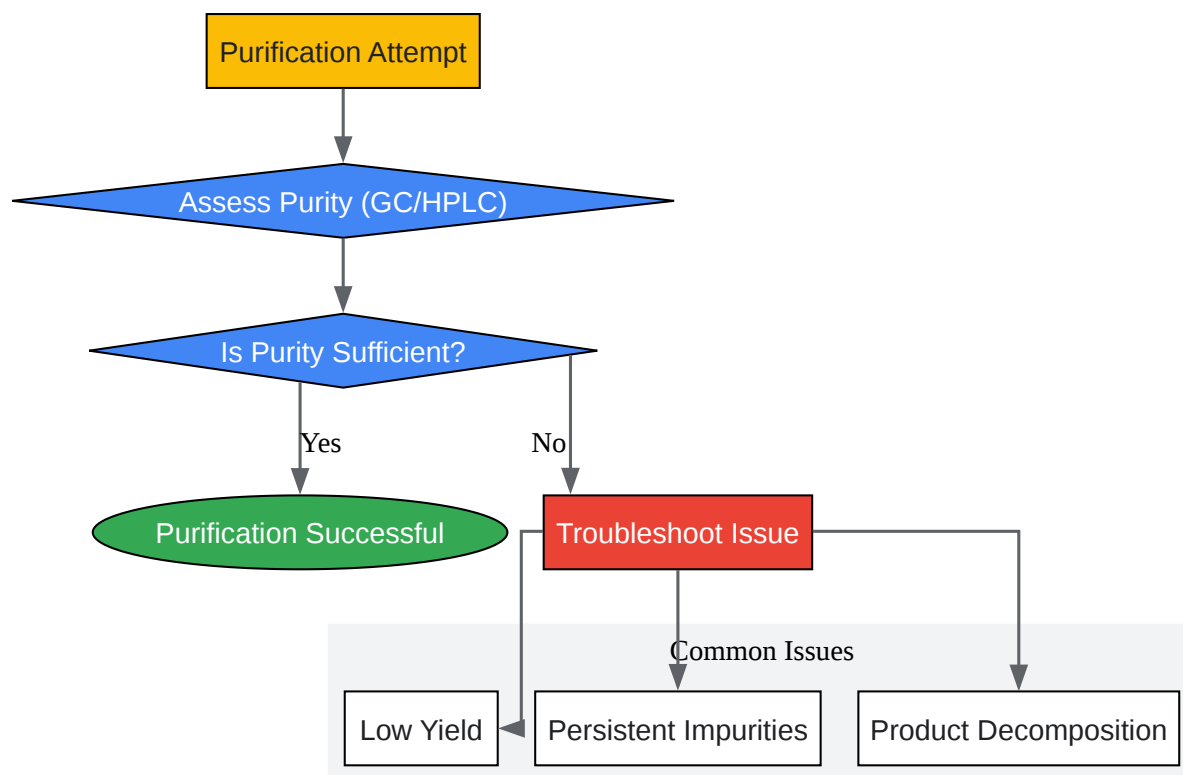 Purification Attempt
Assess Purity (GC/HPLC)
Is Purity Sufficient?
Yes
No
Purification Successful
Troubleshoot Issue
Common Issues
Low Yield
Persistent Impurities
Product Decomposition